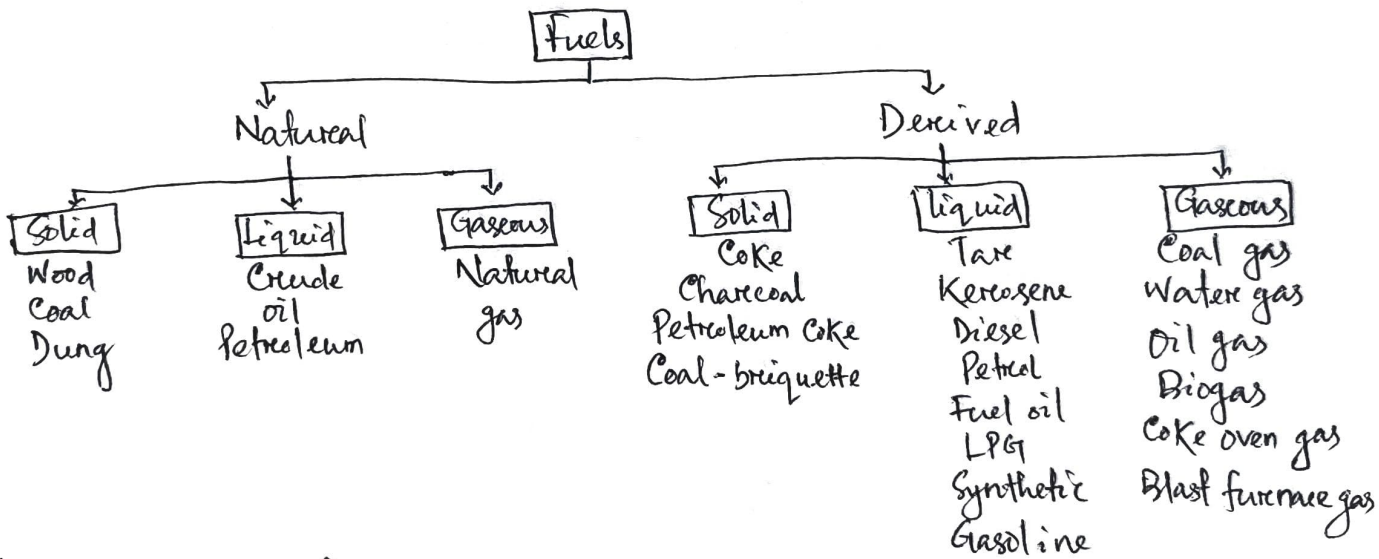 Fuels
Natural
Derived
Solid
Wood
Coal
Dung
Liquid
Crude
oil
Petroleum
Gaseous
Natural
gas
Solid
Coke
Charcoal
Petroleum Coke
Coal-briquette
Liquid
Tar
Kerosene
Diesel
Petrol
Fuel oil
LPG
Synthetic
Gasoline
Gaseous
Coal gas
Water gas
Oil gas
Biogas
Coke oven gas
Blast furnace gas